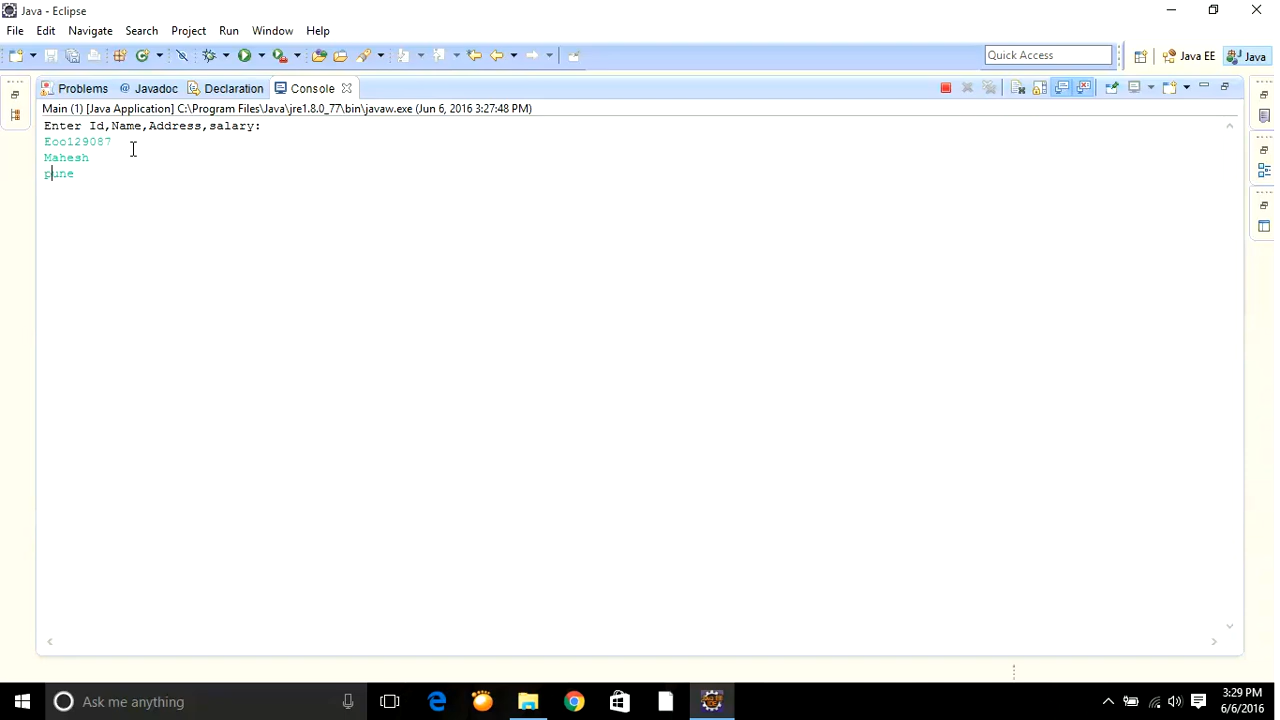 Java - Eclipse
File Edit Navigate Search Project Run Window Help
Quick Access Java EE Java
Problems @ Javadoc Declaration Console
Main (1) [Java Application] C:\Program Files\Java\jre1.8.0_77\bin\javaw.exe (Jun 6, 2016 3:27:48 PM)
Enter Id,Name,Address,salary:
Eoo129087
Mahesh
pune
Ask me anything
3:29 PM
6/6/2016